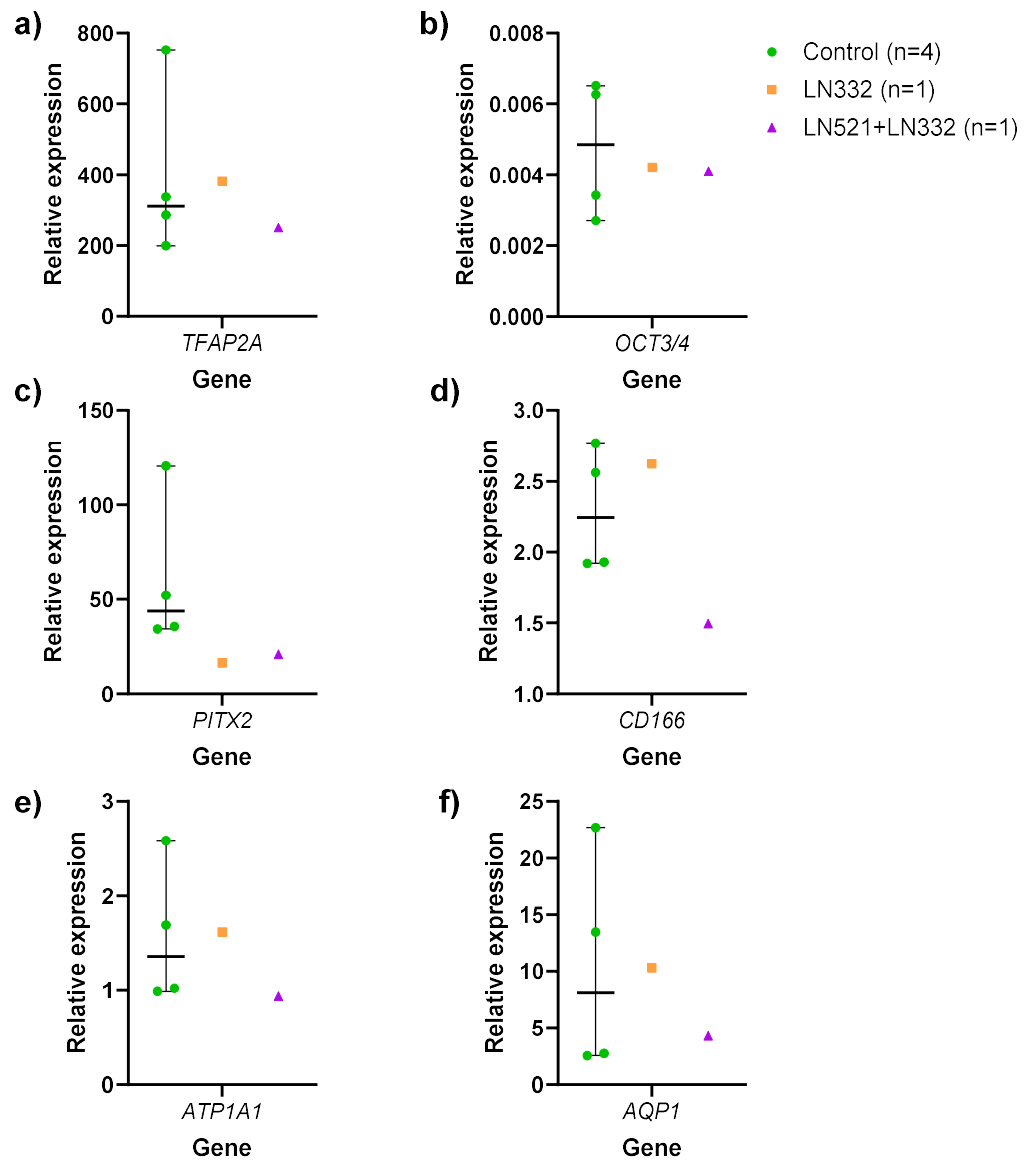 a)
800
600
400
200
0
Relative expression
TFAP2A
Gene
b)
0.008
0.006
0.004
0.002
0.000
Relative expression
OCT3/4
Gene
Control (n=4)
LN332 (n=1)
LN521+LN332 (n=1)
c)
150
100
50
0
Relative expression
PITX2
Gene
d)
3.0
2.5
2.0
1.5
1.0
Relative expression
CD166
Gene
e)
3
2
1
0
Relative expression
ATP1A1
Gene
f)
25
20
15
10
5
0
Relative expression
AQP1
Gene